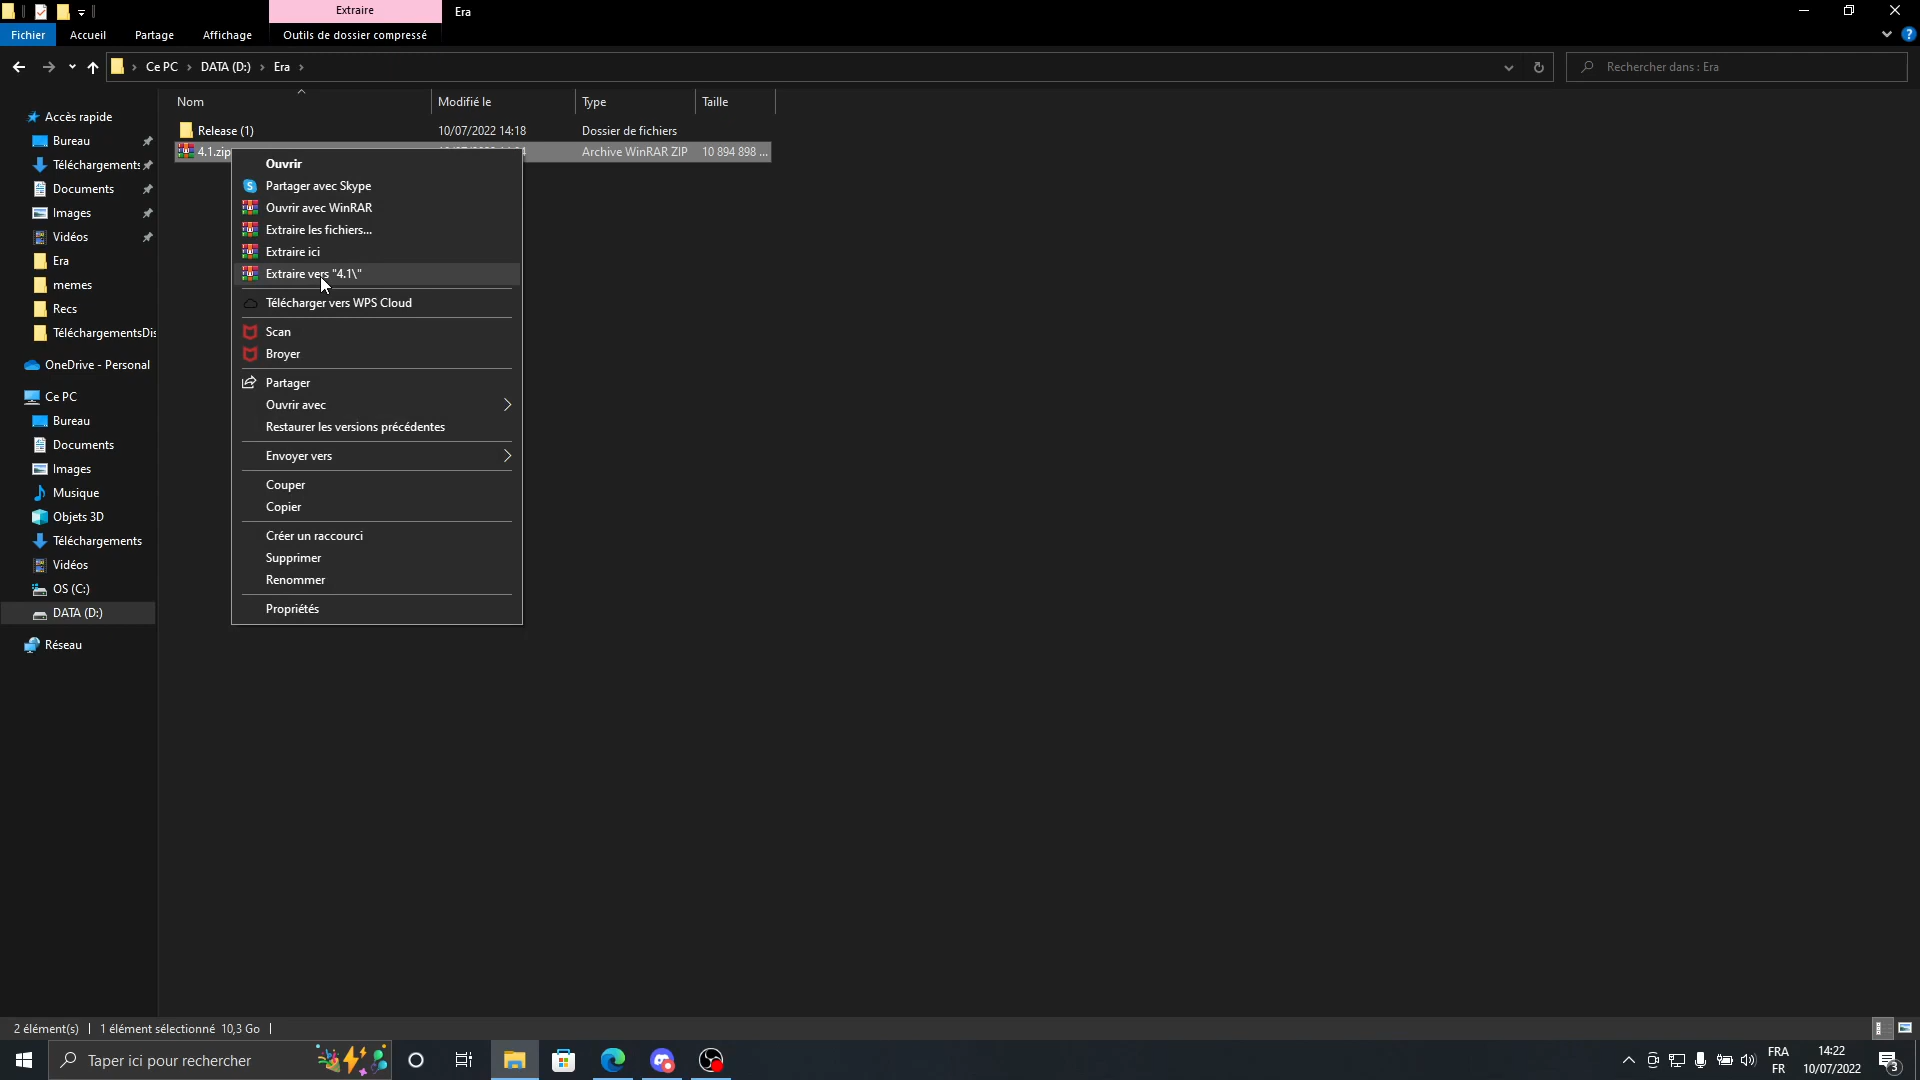 Extraire
Era
Fichier
Accueil
Partage
Affichage
Outils de dossier compressé
Ce PC
DATA (D:)
Era
Rechercher dans : Era
Nom
Modifié le
Type
Taille
Release (1)
10/07/2022 14:18
Dossier de fichiers
4.1.zip
Archive WinRAR ZIP
10 894 898 ...
Accès rapide
Bureau
Téléchargements
Documents
Images
Vidéos
Era
memes
Recs
TéléchargementsDis
OneDrive - Personal
Ce PC
Bureau
Documents
Images
Musique
Objets 3D
Téléchargements
Vidéos
OS (C:)
DATA (D:)
Réseau
Ouvrir
Partager avec Skype
Ouvrir avec WinRAR
Extraire les fichiers...
Extraire ici
Extraire vers "4.1\"
Télécharger vers WPS Cloud
Scan
Broyer
Partager
Ouvrir avec
Restaurer les versions précédentes
Envoyer vers
Couper
Copier
Créer un raccourci
Supprimer
Renommer
Propriétés
2 élément(s)
1 élément sélectionné 10,3 Go
Taper ici pour rechercher
FRA
FR
14:22
10/07/2022
3